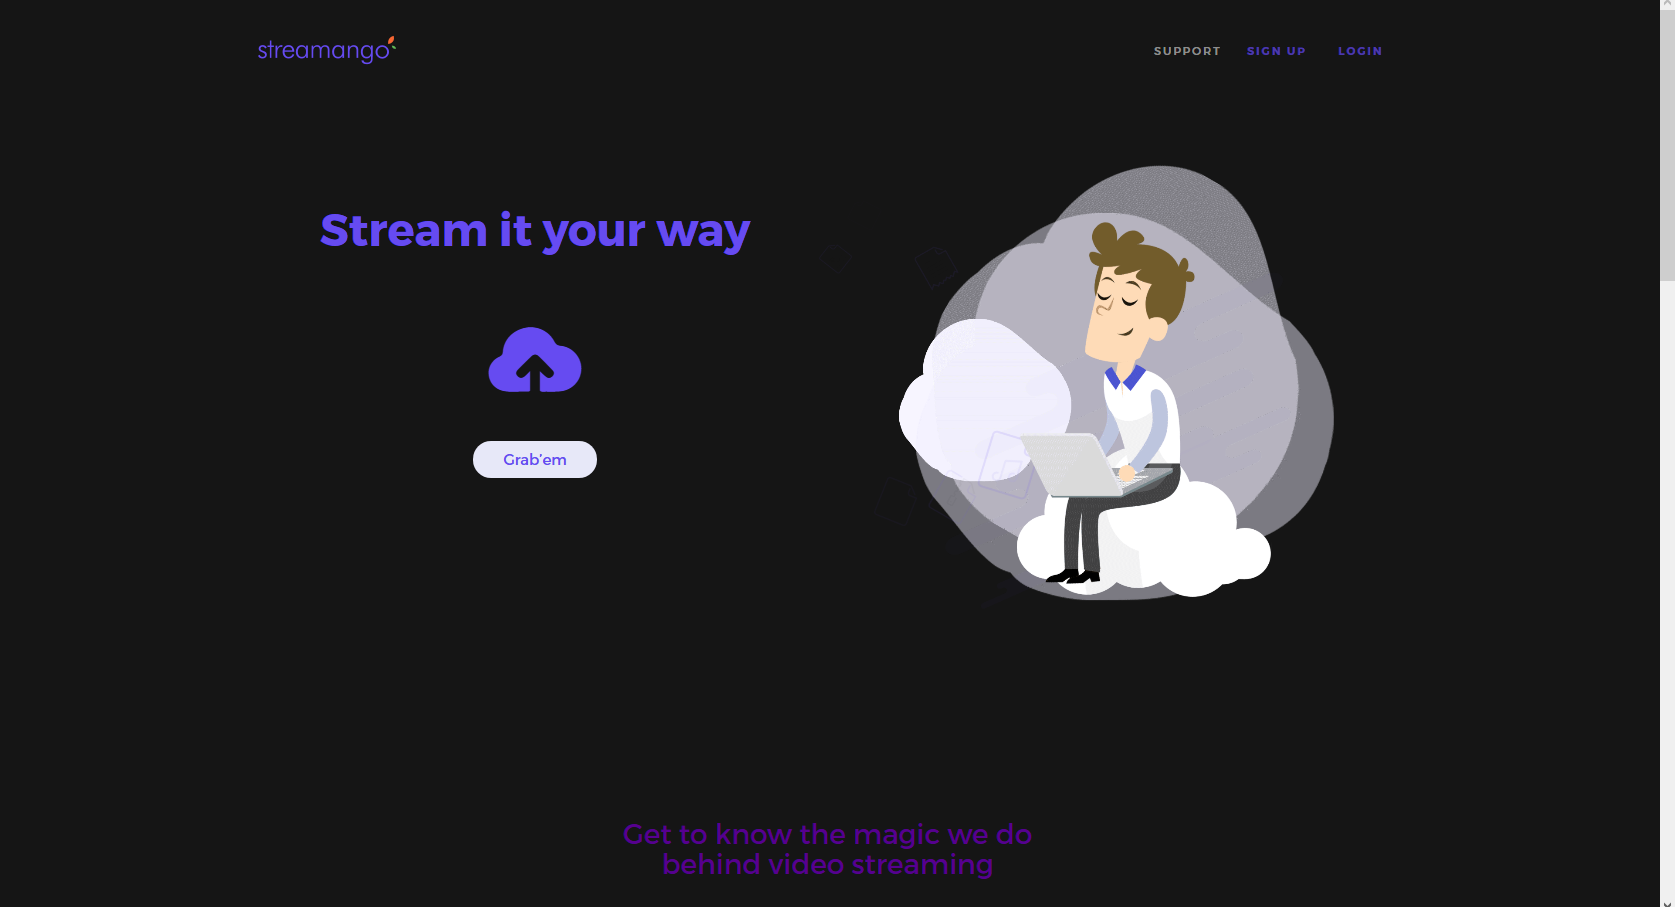 streamango
SUPPORT SIGN UP LOGIN
Stream it your way
Grab'em
Get to know the magic we do
behind video streaming